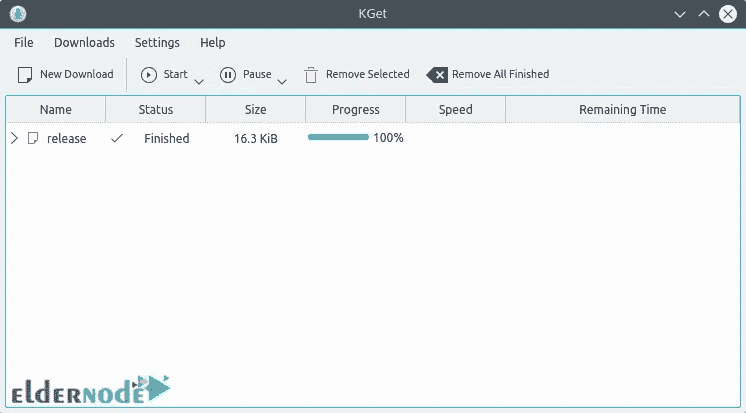 KGet
File Downloads Settings Help
New Download Start Pause Remove Selected Remove All Finished
Name Status Size Progress Speed Remaining Time
release Finished 16.3 KiB 100%
eLDERNODE